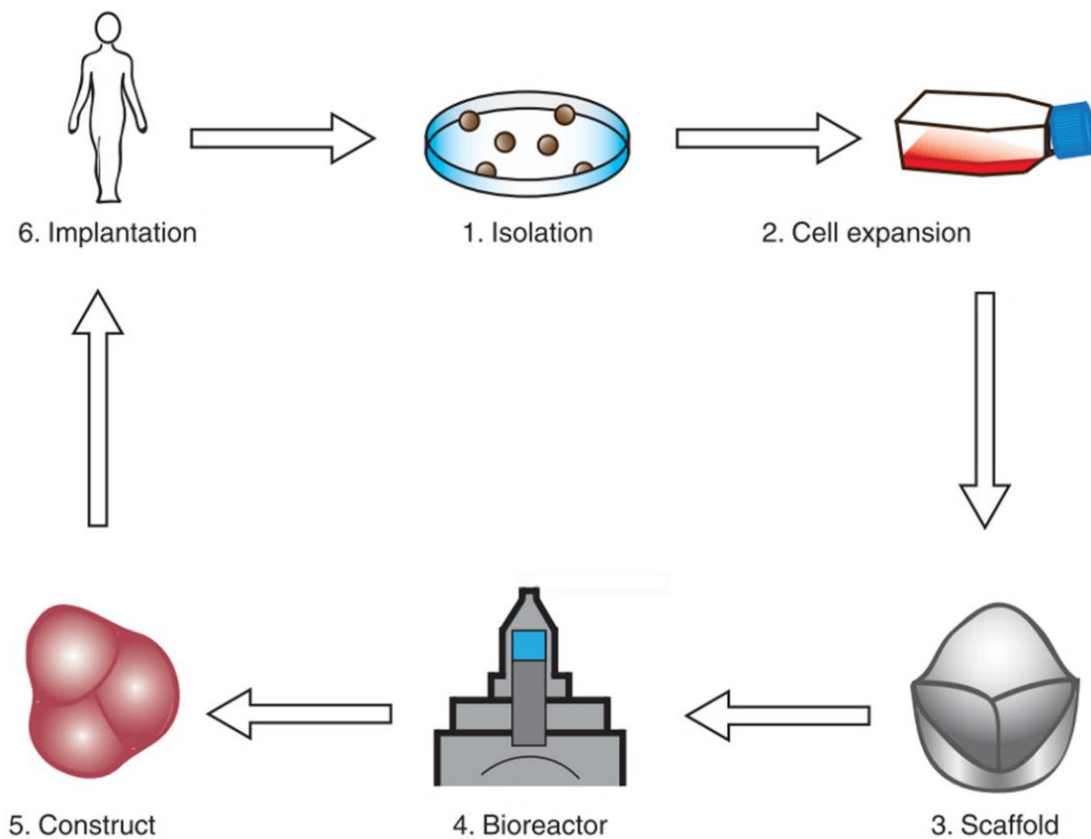 6. Implantation
1. Isolation
2. Cell expansion
5. Construct
4. Bioreactor
3. Scaffold